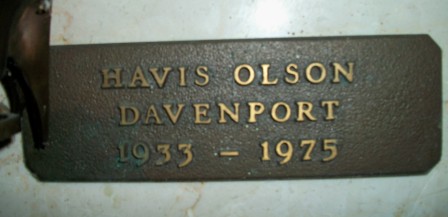 HAVIS OLSON
DAVENPORT
1933 - 1975